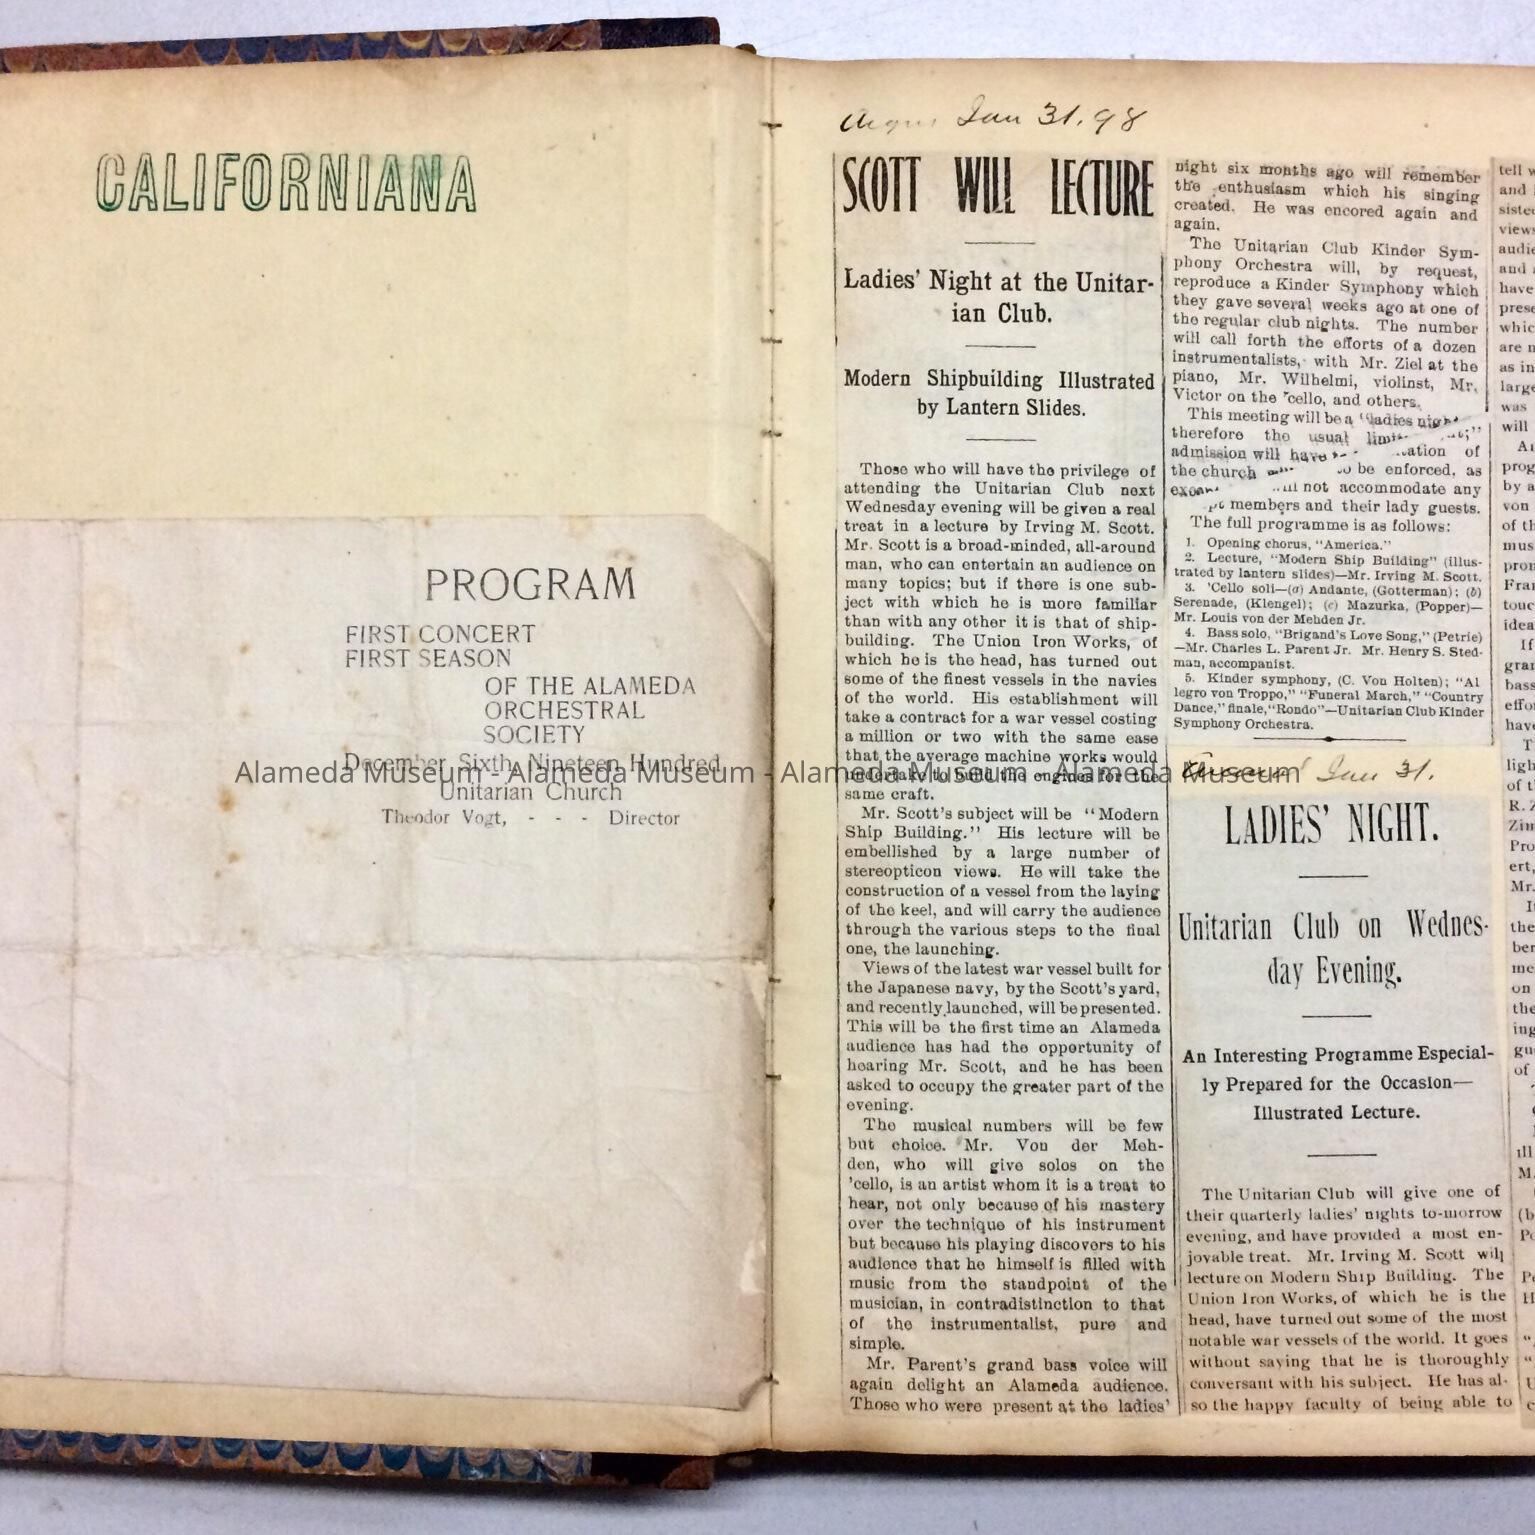 CALIFORNIANA
PROGRAM
FIRST CONCERT
FIRST SEASON
OF THE ALAMEDA
ORCHESTRAL
SOCIETY
December Sixth, Nineteen Hundred
Unitarian Church
Theodor Vogt, - - - Director
Alameda Museum - Alameda Museum - Alameda Museum - Alameda Museum
Argus Jan 31. 98
SCOTT WILL LECTURE
Ladies' Night at the Unitar-
ian Club.
Modern Shipbuilding Illustrated
by Lantern Slides.
Those who will have the privilege of
attending the Unitarian Club next
Wednesday evening will be given a real
treat in a lecture by Irving M. Scott.
Mr. Scott is a broad-minded, all-around
man, who can entertain an audience on
many topics; but if there is one sub-
ject with which he is more familiar
than with any other it is that of ship-
building. The Union Iron Works, of
which he is the head, has turned out
some of the finest vessels in the navies
of the world. His establishment will
take a contract for a war vessel costing
a million or two with the same ease
that the average machine works would
undertake to build the engines for the
same craft.
Mr. Scott's subject will be "Modern
Ship Building." His lecture will be
embellished by a large number of
stereopticon views. He will take the
construction of a vessel from the laying
of the keel, and will carry the audience
through the various steps to the final
one, the launching.
Views of the latest war vessel built for
the Japanese navy, by the Scott's yard,
and recently launched, will be presented.
This will be the first time an Alameda
audience has had the opportunity of
hearing Mr. Scott, and he has been
asked to occupy the greater part of the
evening.
The musical numbers will be few
but choice. Mr. Von der Meh-
den, who will give solos on the
'cello, is an artist whom it is a treat to
hear, not only because of his mastery
over the technique of his instrument
but because his playing discovers to his
audience that he himself is filled with
music from the standpoint of the
musician, in contradistinction to that
of the instrumentalist, pure and
simple.
Mr. Parent's grand bass voice will
again delight an Alameda audience.
Those who were present at the ladies'
night six months ago will remember
the enthusiasm which his singing
created. He was encored again and
again.
The Unitarian Club Kinder Sym-
phony Orchestra will, by request,
reproduce a Kinder Symphony which
they gave several weeks ago at one of
the regular club nights. The number
will call forth the efforts of a dozen
instrumentalists, with Mr. Ziel at the
piano, Mr. Wilhelmi, violinst, Mr.
Victor on the 'cello, and others.
This meeting will be a "ladies
therefore the usual
admission will have
the church to be enforced, as
not accommodate any
members and their lady guests.
The full programme is as follows:
1. Opening chorus, "America."
2. Lecture, "Modern Ship Building" (illus-
trated by lantern slides)—Mr. Irving M. Scott.
3. 'Cello soli—(a) Andante, (Gotterman); (b)
Serenade, (Klengel); (c) Mazurka, (Popper)—
Mr. Louis von der Mehden Jr.
4. Bass solo, "Brigand's Love Song," (Petrie)
—Mr. Charles L. Parent Jr. Mr. Henry S. Sted-
man, accompanist.
5. Kinder symphony, (C. Von Holten); "Al
legro von Troppo," "Funeral March," "Country
Dance," finale, "Rondo"—Unitarian Club Kinder
Symphony Orchestra.
Jan 31.
LADIES' NIGHT.
Unitarian Club on Wednes-
day Evening.
An Interesting Programme Especial-
ly Prepared for the Occasion—
Illustrated Lecture.
The Unitarian Club will give one of
their quarterly ladies' nights to-morrow
evening, and have provided a most en-
joyable treat. Mr. Irving M. Scott will
lecture on Modern Ship Building. The
Union Iron Works, of which he is the
head, have turned out some of the most
notable war vessels of the world. It goes
without saying that he is thoroughly
conversant with his subject. He has al-
so the happy faculty of being able to